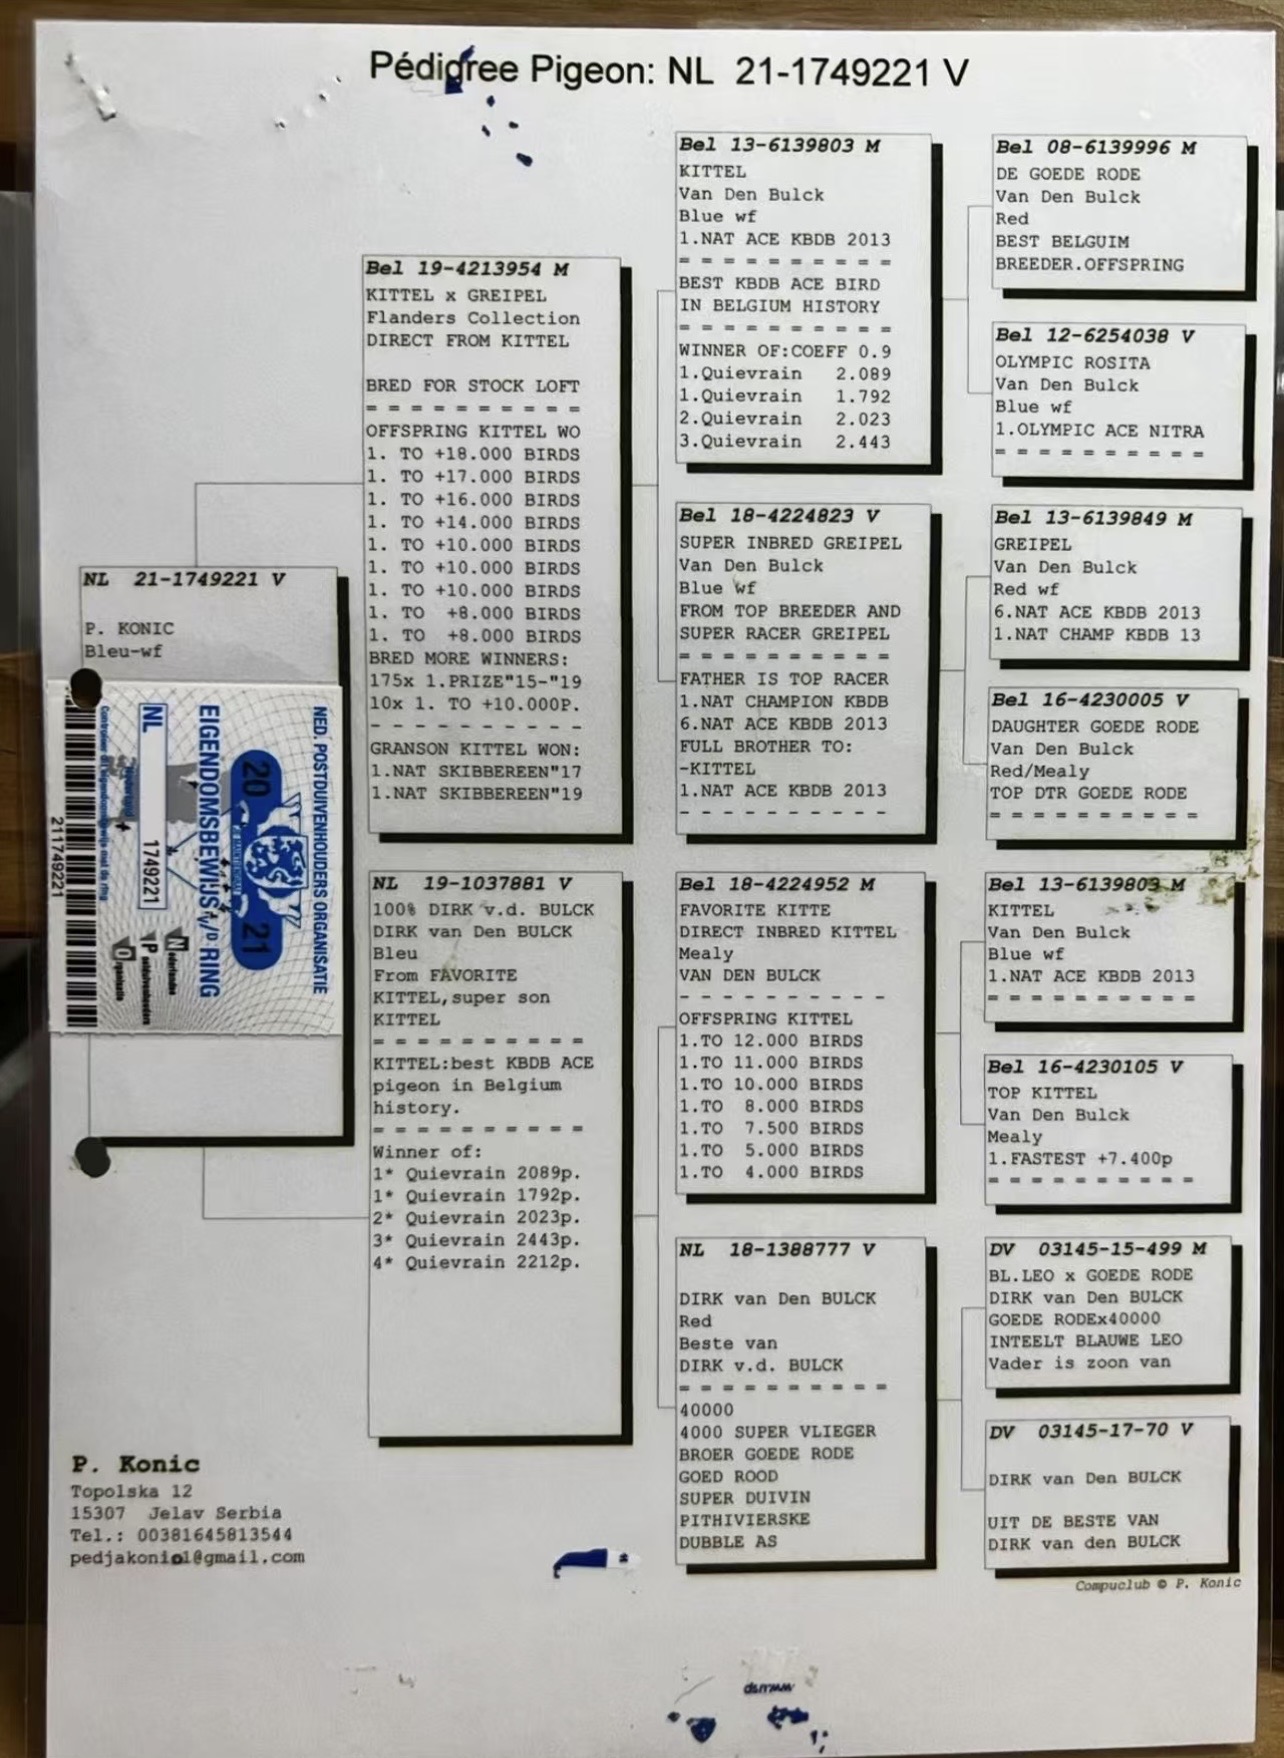 Pédigree Pigeon: NL 21-1749221 V
NL 21-1749221 V
P. KONIC
Bleu-wf
NED. POSTDUIVENHOUDERS ORGANISATIE
20 21
EIGENDOMSBEWIJS v/D RING
NL 1749221
Nederlandse
Postduivenhouders
Organisatie
211749221
Bel 19-4213954 M
KITTEL x GREIPEL
Flanders Collection
DIRECT FROM KITTEL
BRED FOR STOCK LOFT
= = = = = = = = = =
OFFSPRING KITTEL WO
1. TO +18.000 BIRDS
1. TO +17.000 BIRDS
1. TO +16.000 BIRDS
1. TO +14.000 BIRDS
1. TO +10.000 BIRDS
1. TO +10.000 BIRDS
1. TO +10.000 BIRDS
1. TO +8.000 BIRDS
1. TO +8.000 BIRDS
BRED MORE WINNERS:
175x 1.PRIZE"15-"19
10x 1. TO +10.000P.
- - - - - - - - - -
GRANSON KITTEL WON:
1.NAT SKIBBEREEN"17
1.NAT SKIBBEREEN"19
NL 19-1037881 V
100% DIRK v.d. BULCK
DIRK van Den BULCK
Bleu
From FAVORITE
KITTEL,super son
KITTEL
= = = = = = = = = =
KITTEL:best KBDB ACE
pigeon in Belgium
history.
= = = = = = = = = =
Winner of:
1* Quievrain 2089p.
1* Quievrain 1792p.
2* Quievrain 2023p.
3* Quievrain 2443p.
4* Quievrain 2212p.
Bel 13-6139803 M
KITTEL
Van Den Bulck
Blue wf
1.NAT ACE KBDB 2013
= = = = = = = = = =
BEST KBDB ACE BIRD
IN BELGIUM HISTORY
= = = = = = = = = =
WINNER OF:COEFF 0.9
1.Quievrain 2.089
1.Quievrain 1.792
2.Quievrain 2.023
3.Quievrain 2.443
Bel 18-4224823 V
SUPER INBRED GREIPEL
Van Den Bulck
Blue wf
FROM TOP BREEDER AND
SUPER RACER GREIPEL
= = = = = = = = = =
FATHER IS TOP RACER
1.NAT CHAMPION KBDB
6.NAT ACE KBDB 2013
FULL BROTHER TO:
-KITTEL
1.NAT ACE KBDB 2013
- - - - - - - - - -
Bel 18-4224952 M
FAVORITE KITTE
DIRECT INBRED KITTEL
Mealy
VAN DEN BULCK
- - - - - - - - - -
OFFSPRING KITTEL
1.TO 12.000 BIRDS
1.TO 11.000 BIRDS
1.TO 10.000 BIRDS
1.TO 8.000 BIRDS
1.TO 7.500 BIRDS
1.TO 5.000 BIRDS
1.TO 4.000 BIRDS
NL 18-1388777 V
DIRK van Den BULCK
Red
Beste van
DIRK v.d. BULCK
= = = = = = = = = =
40000
4000 SUPER VLIEGER
BROER GOEDE RODE
GOED ROOD
SUPER DUIVIN
PITHIVIERSKE
DUBBLE AS
Bel 08-6139996 M
DE GOEDE RODE
Van Den Bulck
Red
BEST BELGUIM
BREEDER.OFFSPRING
Bel 12-6254038 V
OLYMPIC ROSITA
Van Den Bulck
Blue wf
1.OLYMPIC ACE NITRA
= = = = = = = = = =
Bel 13-6139849 M
GREIPEL
Van Den Bulck
Red wf
6.NAT ACE KBDB 2013
1.NAT CHAMP KBDB 13
Bel 16-4230005 V
DAUGHTER GOEDE RODE
Van Den Bulck
Red/Mealy
TOP DTR GOEDE RODE
= = = = = = = = = =
Bel 13-6139803 M
KITTEL
Van Den Bulck
Blue wf
1.NAT ACE KBDB 2013
= = = = = = = = = =
Bel 16-4230105 V
TOP KITTEL
Van Den Bulck
Mealy
1.FASTEST +7.400p
= = = = = = = = = =
DV 03145-15-499 M
BL.LEO x GOEDE RODE
DIRK van Den BULCK
GOEDE RODEx40000
INTEELT BLAUWE LEO
Vader is zoon van
DV 03145-17-70 V
DIRK van Den BULCK
UIT DE BESTE VAN
DIRK van den BULCK
P. Konic
Topolska 12
15307 Jelav Serbia
Tel.: 00381645813544
Compuclub © P. Konic